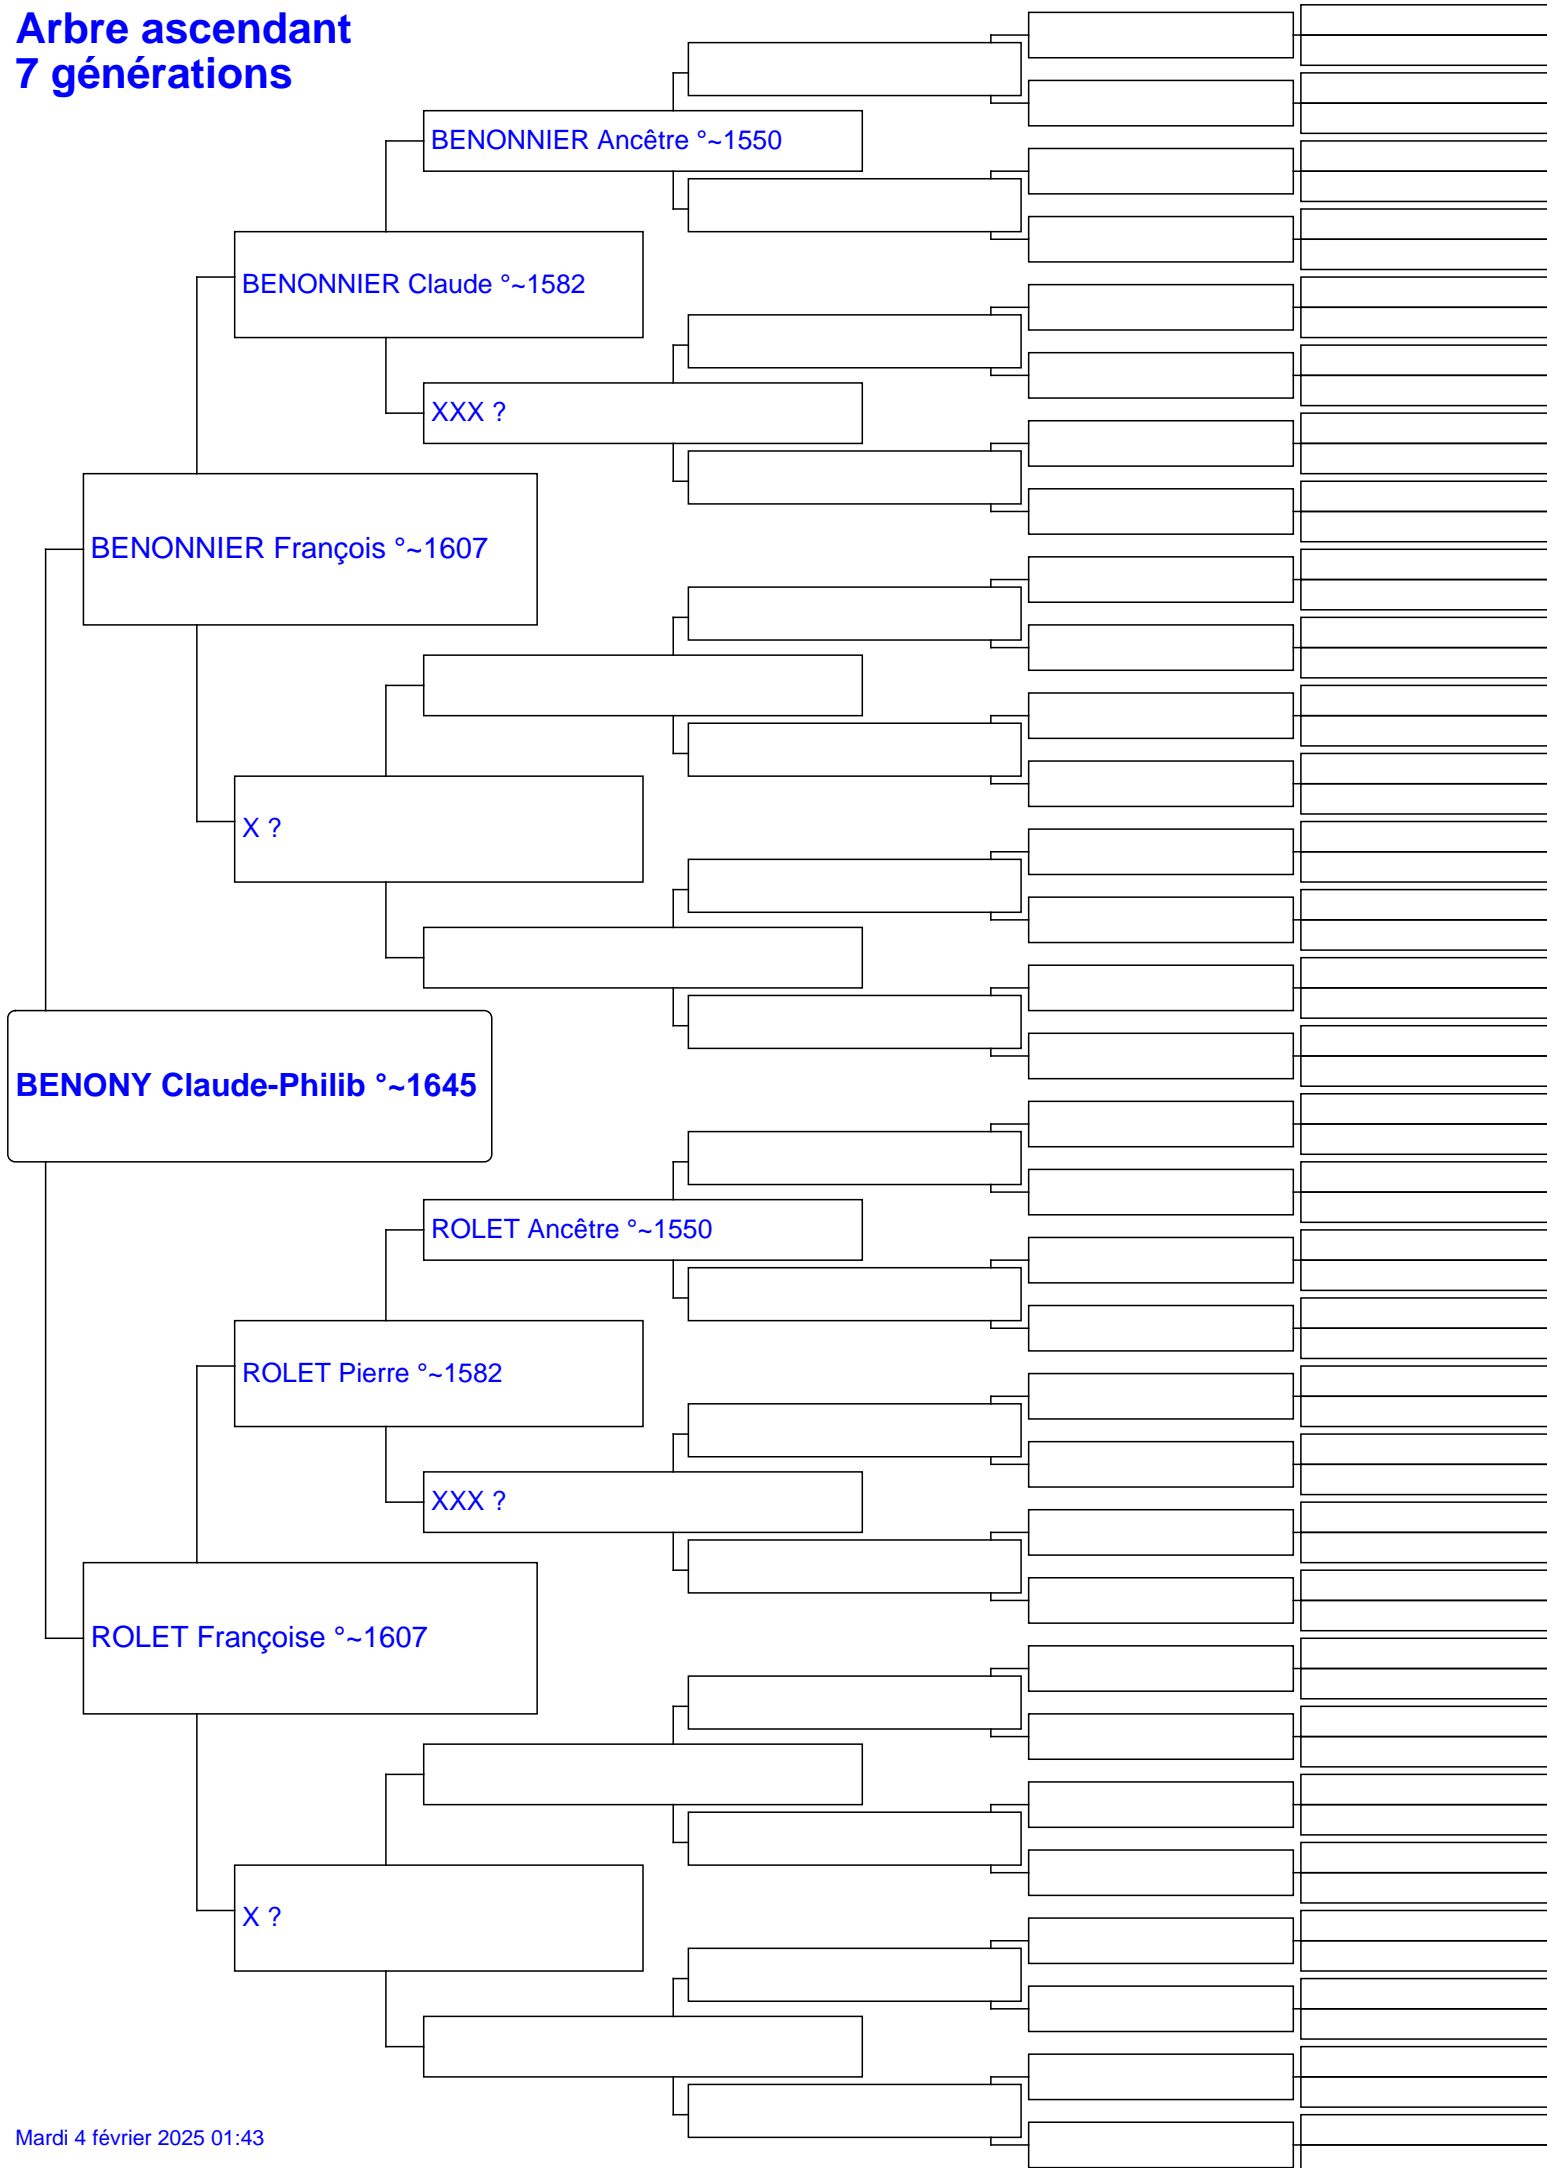 Arbre ascendant
7 générations
BENONNIER Ancêtre °~1550
BENONNIER Claude °~1582
XXX ?
BENONNIER François °~1607
X ?
BENONY Claude-Philib °~1645
ROLET Ancêtre °~1550
ROLET Pierre °~1582
XXX ?
ROLET Françoise °~1607
X ?
Mardi 4 février 2025 01:43